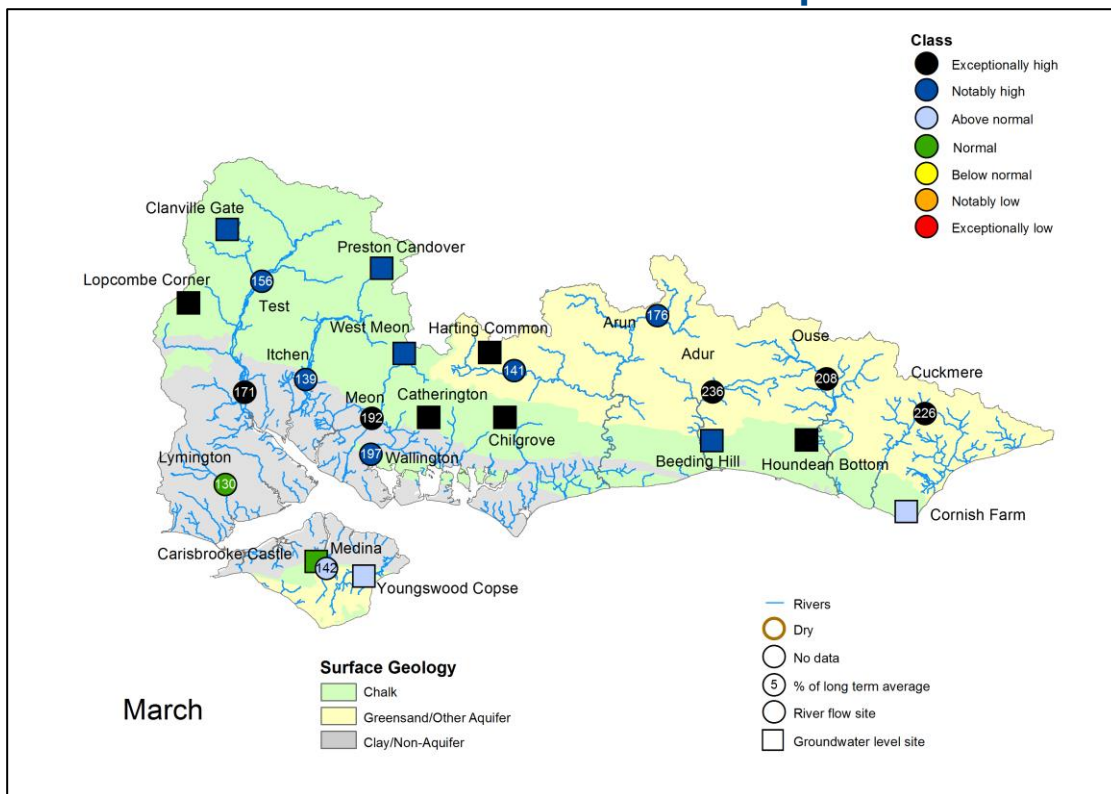 Class
Exceptionally high
Notably high
Above normal
Normal
Below normal
Notably low
Exceptionally low
Clanville Gate
Preston Candover
Lopcombe Corner
156
Test
West Meon
Harting Common
Arun
176
Adur
Ouse
Itchen
139
141
Cuckmere
171
Meon
192
Catherington
Chilgrove
236
208
226
Lymington
197
Wallington
Beeding Hill
Houndean Bottom
130
Cornish Farm
Carisbrooke Castle
Medina
142
Youngswood Copse
Rivers
Dry
No data
5
% of long term average
River flow site
Groundwater level site
Surface Geology
Chalk
Greensand/Other Aquifer
Clay/Non-Aquifer
March